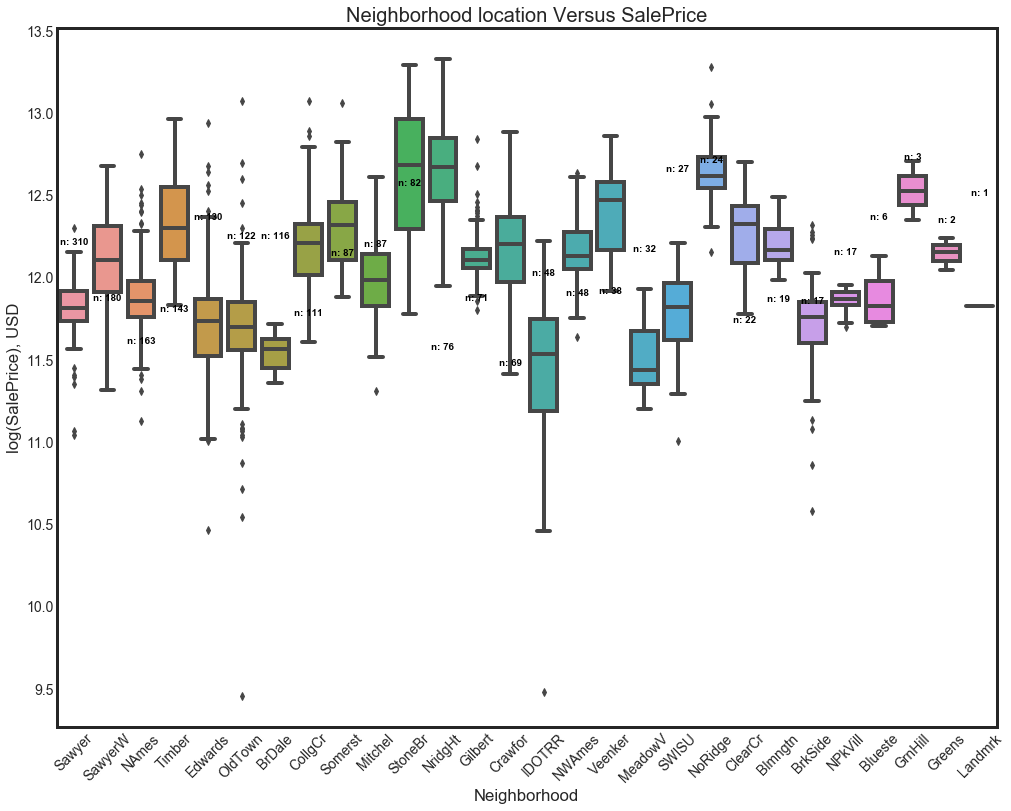 Neighborhood location Versus SalePrice
log(SalePrice), USD
13.5
13.0
12.5
12.0
11.5
11.0
10.5
10.0
9.5
n: 310
n: 180
n: 163
n: 143
n: 130
n: 122
n: 116
n: 111
n: 87
n: 87
n: 82
n: 76
n: 71
n: 69
n: 48
n: 48
n: 38
n: 32
n: 27
n: 24
n: 22
n: 19
n: 17
n: 17
n: 6
n: 3
n: 2
n: 1
Sawyer
SawyerW
NAmes
Timber
Edwards
OldTown
BrDale
CollgCr
Somerst
Mitchel
StoneBr
NridgHt
Gilbert
Crawfor
IDOTRR
NWAmes
Veenker
MeadowV
SWISU
NoRidge
ClearCr
Blmngtn
BrkSide
NPkVill
Blueste
GrnHill
Greens
Landmrk
Neighborhood